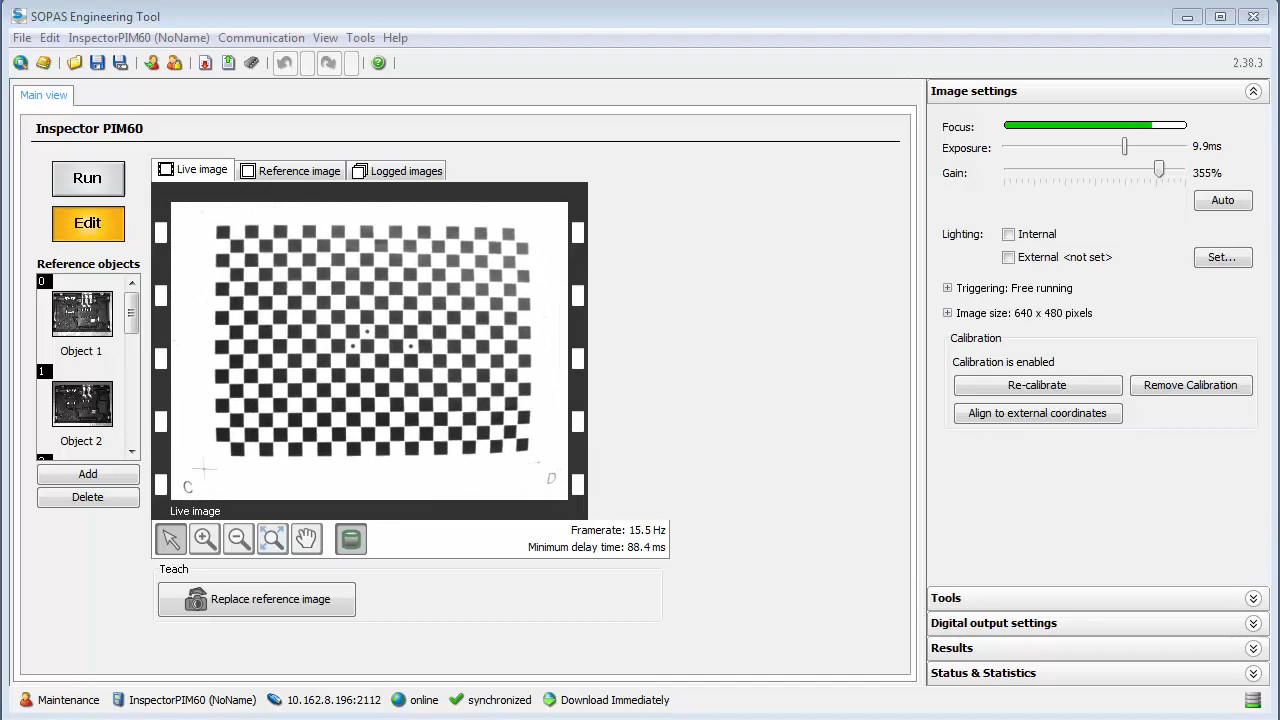 SOPAS Engineering Tool
File Edit InspectorPIM60 (NoName) Communication View Tools Help
2.38.3
Main view
Inspector PIM60
Run
Edit
Reference objects
0
Object 1
1
Object 2
Add
Delete
Live image Reference image Logged images
C
D
Live image
Framerate: 15.5 Hz
Minimum delay time: 88.4 ms
Teach
Replace reference image
Image settings
Focus:
Exposure: 9.9ms
Gain: 355%
Auto
Lighting: Internal
External <not set> Set...
Triggering: Free running
Image size: 640 x 480 pixels
Calibration
Calibration is enabled
Re-calibrate Remove Calibration
Align to external coordinates
Tools
Digital output settings
Results
Status & Statistics
Maintenance InspectorPIM60 (NoName) 10.162.8.196:2112 online synchronized Download Immediately